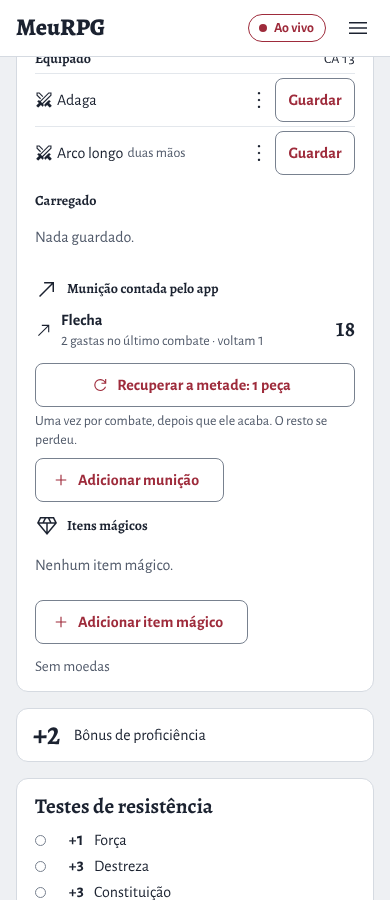 MeuRPG
Ao vivo
Equipado
CA 13
Adaga
Guardar
Arco longo duas mãos
Guardar
Carregado
Nada guardado.
Munição contada pelo app
Flecha
2 gastas no último combate · voltam 1
18
Recuperar a metade: 1 peça
Uma vez por combate, depois que ele acaba. O resto se
perdeu.
Adicionar munição
Itens mágicos
Nenhum item mágico.
Adicionar item mágico
Sem moedas
+2 Bônus de proficiência
Testes de resistência
+1 Força
+3 Destreza
+3 Constituição